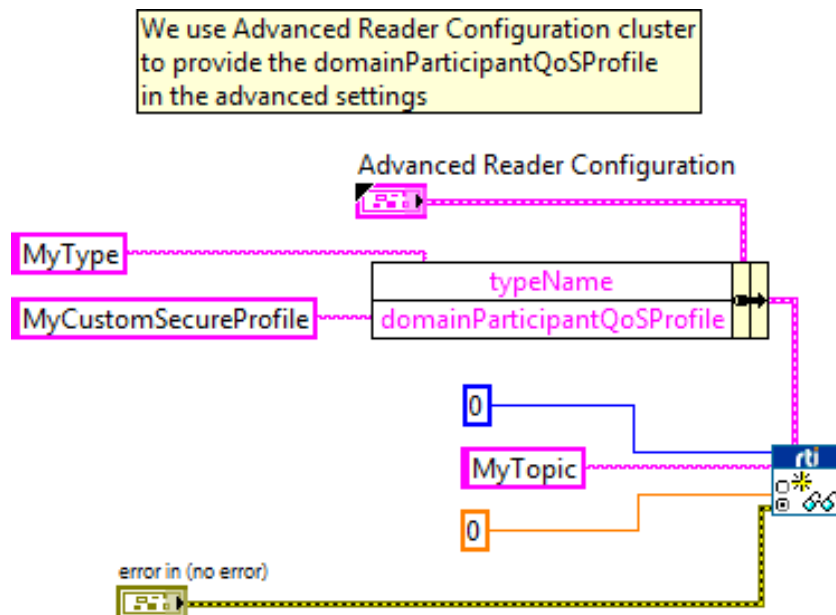 We use Advanced Reader Configuration cluster
to provide the domainParticipantQoSProfile
in the advanced settings
Advanced Reader Configuration
MyType
typeName
MyCustomSecureProfile
domainParticipantQoSProfile
0
MyTopic
rti
0
error in (no error)